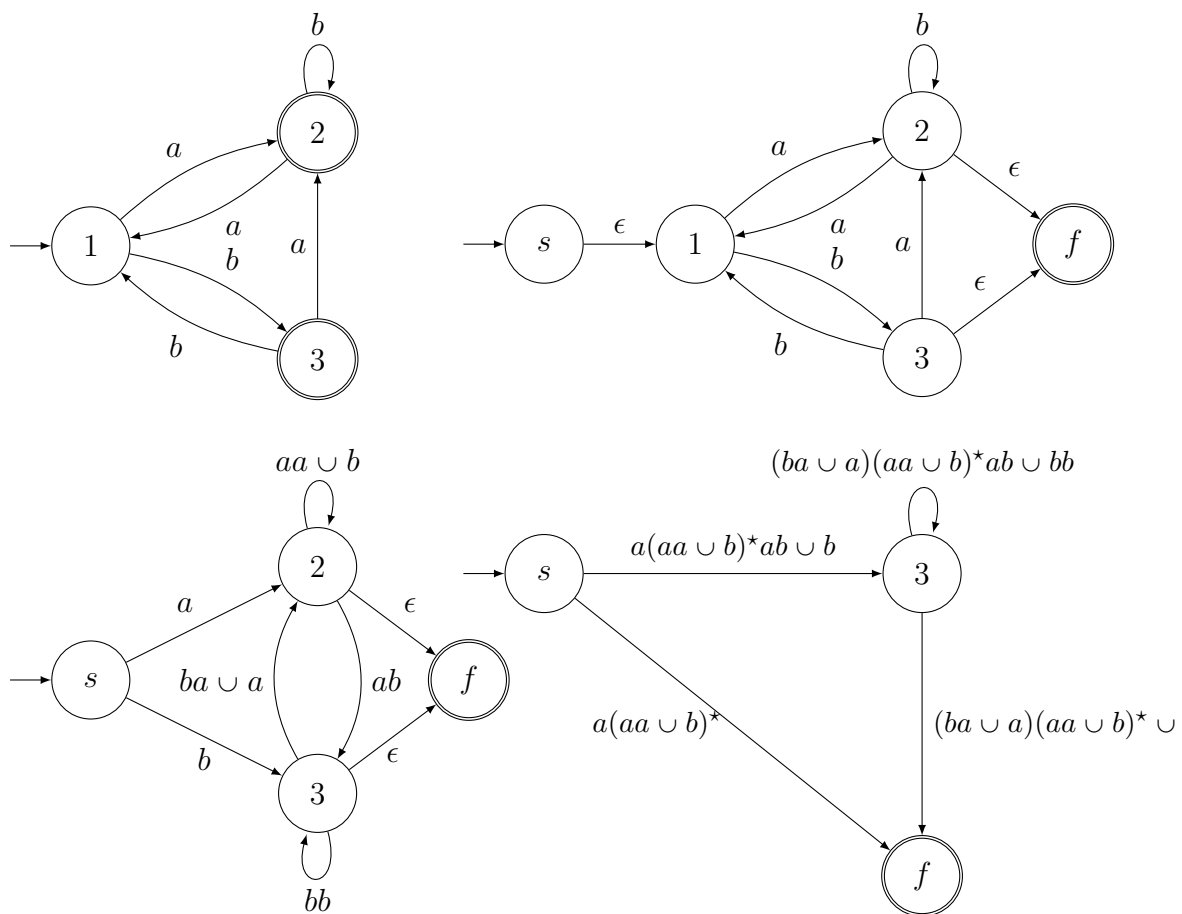 b
2
a
a
1
b
a
b
3
b
2
a
ϵ
s
ϵ
1
a
b
a
f
ϵ
b
3
aa ∪ b
2
a
ϵ
s
ba ∪ a
ab
f
b
ϵ
3
bb
(ba ∪ a)(aa ∪ b)⋆ab ∪ bb
a(aa ∪ b)⋆ab ∪ b
s
3
a(aa ∪ b)⋆
(ba ∪ a)(aa ∪ b)⋆ ∪
f